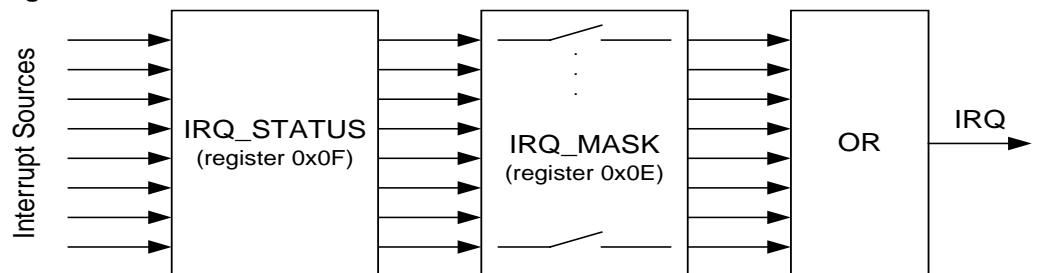 Interrupt Sources
IRQ_STATUS
(register 0x0F)
IRQ_MASK
(register 0x0E)
OR
IRQ